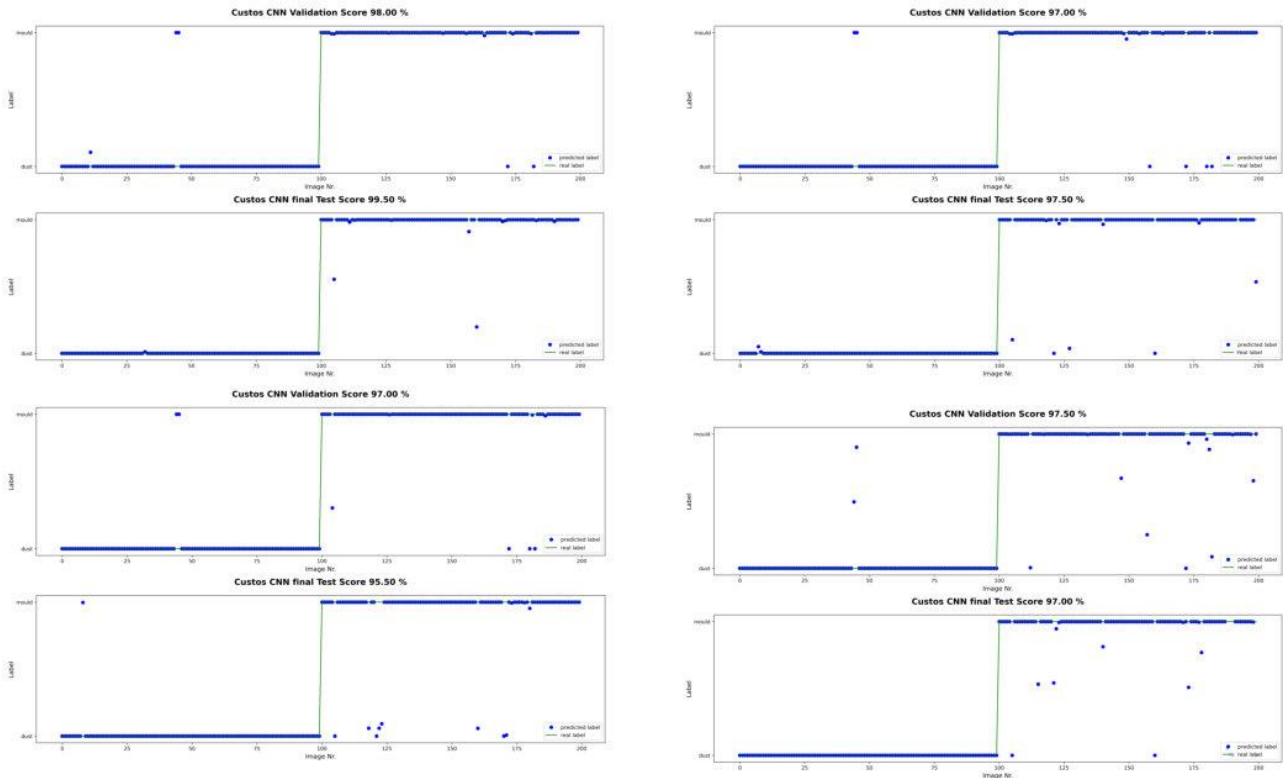 Custos CNN Validation Score 98.00 %
mould
Label
dust
predicted label
real label
0 25 50 75 100 125 150 175 200
Image Nr.
Custos CNN final Test Score 99.50 %
mould
Label
dust
predicted label
real label
0 25 50 75 100 125 150 175 200
Image Nr.
Custos CNN Validation Score 97.00 %
mould
Label
dust
predicted label
real label
0 25 50 75 100 125 150 175 200
Image Nr.
Custos CNN final Test Score 95.50 %
mould
Label
dust
predicted label
real label
0 25 50 75 100 125 150 175 200
Image Nr.
Custos CNN Validation Score 97.00 %
mould
Label
dust
predicted label
real label
0 25 50 75 100 125 150 175 200
Image Nr.
Custos CNN final Test Score 97.50 %
mould
Label
dust
predicted label
real label
0 25 50 75 100 125 150 175 200
Image Nr.
Custos CNN Validation Score 97.50 %
mould
Label
dust
predicted label
real label
0 25 50 75 100 125 150 175 200
Image Nr.
Custos CNN final Test Score 97.00 %
mould
Label
dust
predicted label
real label
0 25 50 75 100 125 150 175 200
Image Nr.